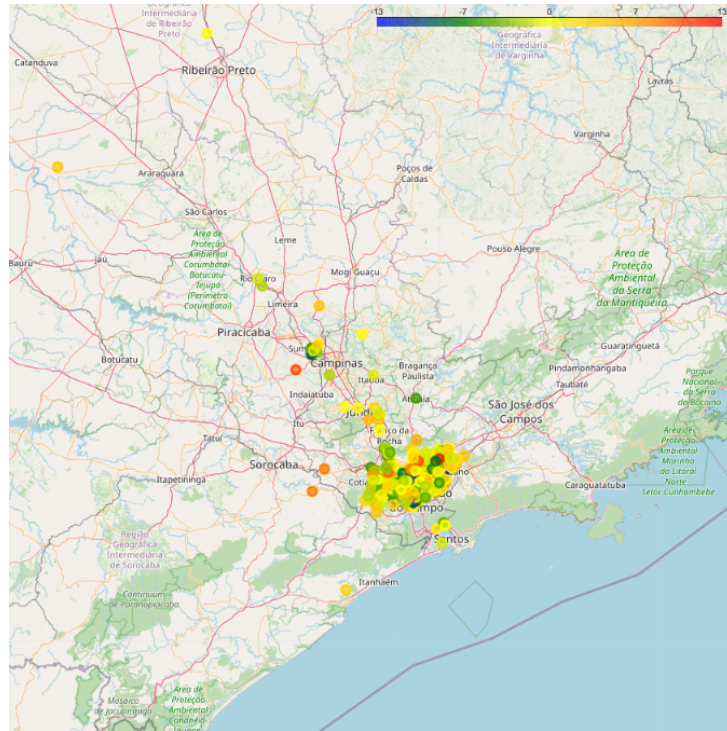 Geográfica
Intermediária
de Ribeirão
Preto
-13
-7
0
7
13
Geográfica
Intermediária
de Varginha
Catanduva
Ribeirão Preto
Lavras
Varginha
Araraquara
Poços de
Caldas
São Carlos
Pouso Alegre
Área de
Proteção
Ambiental
Corumbataí-
Botucatu-
Tejupá
(Perímetro
Corumbataí)
Leme
Bauru
Jaú
Mogi Guaçu
Área de
Proteção
Ambiental
da Serra
da Mantiqueira
Limeira
Piracicaba
Guaratinguetá
Botucatu
Campinas
Bragança
Paulista
Pindamonhangaba
Taubaté
Parque
Nacional
da Serra
da Bocaina
Indaiatuba
São José dos
Campos
Itu
Tatuí
Rocha
Área de
Proteção
Ambiental
Marinha
do Litoral
Norte -
Setor Cunhambebe
Sorocaba
Itapetininga
Caraguatatuba
Santos
Região
Geográfica
Intermediária
de Sorocaba
Itanhaém
Continuum
de Paranapiacaba
Mosaico
de Jacupiranga
Área de
Proteção
Ambiental